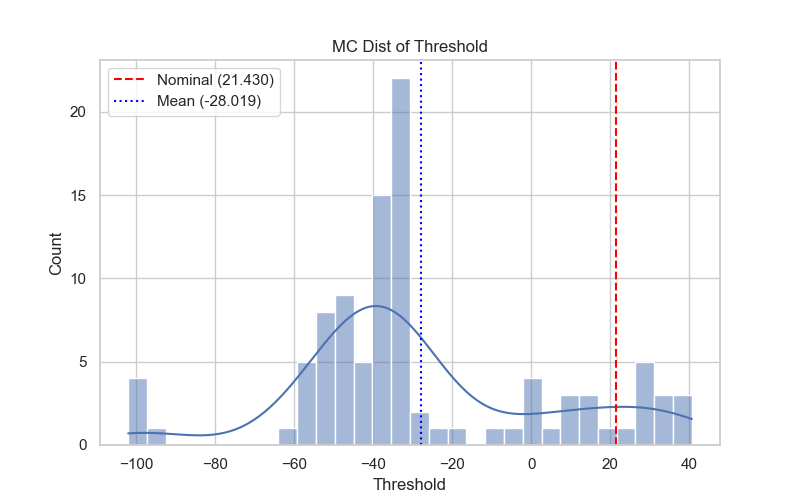 MC Dist of Threshold
Nominal (21.430)
Mean (-28.019)
Count
20
15
10
5
0
−100
−80
−60
−40
−20
0
20
40
Threshold